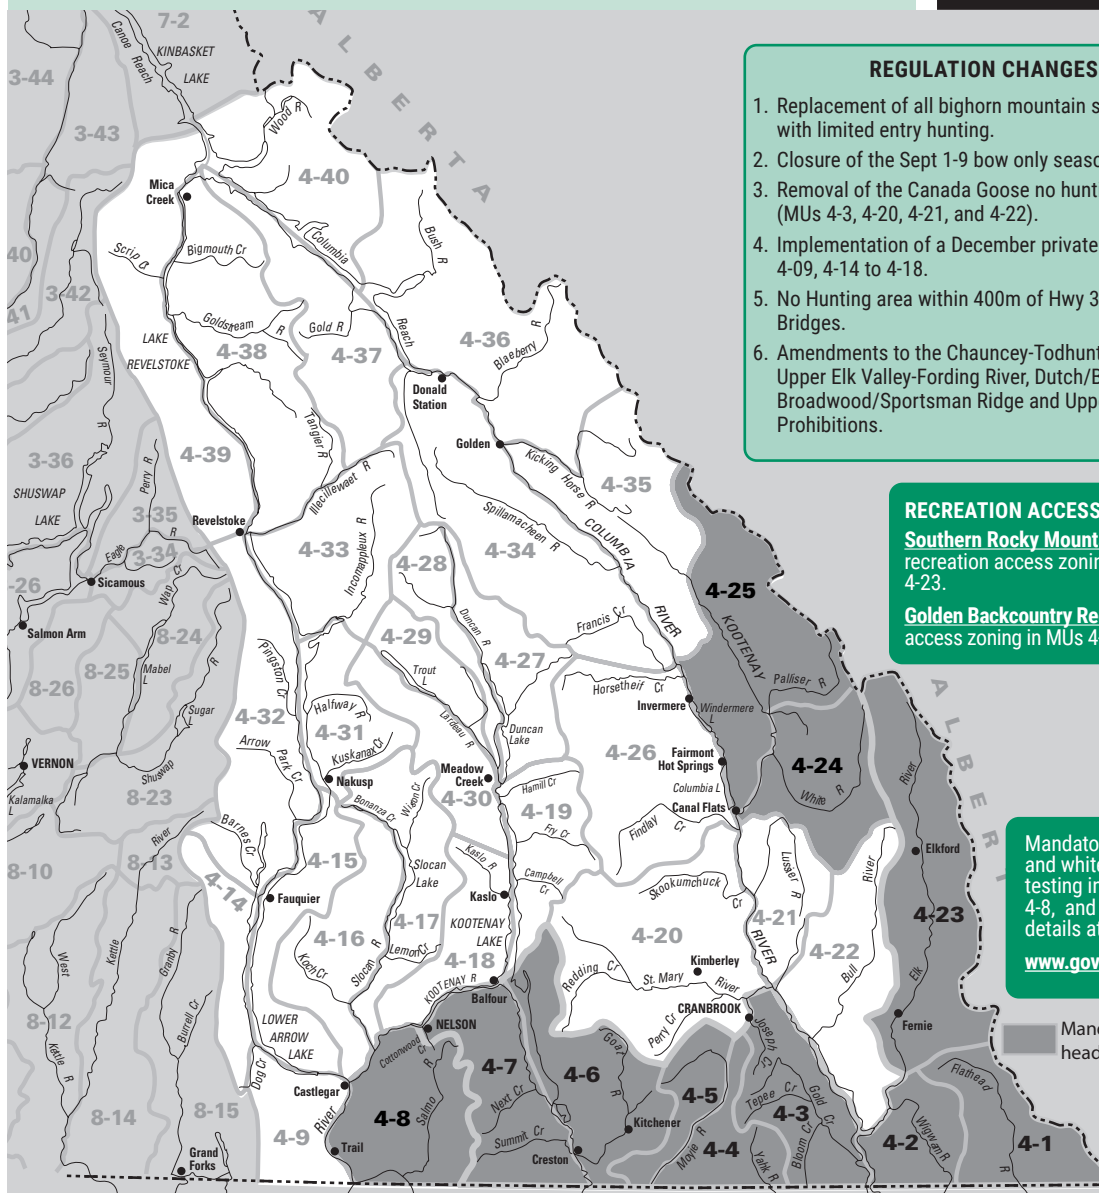 7-2
KINBASKET
LAKE
Canoe Reach
ALBERTA
3-44
3-43
Wood R
4-40
Mica
Creek
Scrip Cr
Bigmouth Cr
Columbia
Reach
Bush R
40
3-42
41
LAKE
REVELSTOKE
Goldstream
R
Gold R
4-38
4-37
4-36
Blaeberry R
Seymour
R
Donald
Station
Tangier R
4-39
Golden
Kicking Horse R
4-35
3-36
SHUSWAP
LAKE
Perry R
3-35
Revelstoke
Illecillewaet R
Spillamacheen R
COLUMBIA
RIVER
Eagle
R
3-34
4-33
Incomappleux R
4-28
4-34
-26
Sicamous
Wap Cr
4-25
Salmon Arm
8-24
Pingston Cr
4-29
Duncan R
Francis Cr
KOOTENAY
8-25
Mabel
L
R
4-27
Trout
L
8-26
Sugar
L
Halfway R
Horsetheif Cr
Palliser R
4-32
4-31
Lardeau R
Invermere
Windermere
L
Arrow
Park Cr
Kuskanax Cr
Duncan
Lake
4-26
Fairmont
Hot Springs
4-24
River
VERNON
Shuswap
Nakusp
Meadow
Creek
Hamill Cr
Columbia L
White R
Kalamalka
L
8-23
Bonanza Cr
Wilson Cr
4-30
4-19
Canal Flats
River
Barnes Cr
Fry Cr
Findlay
Cr
8-10
8-13
4-14
4-15
Slocan
Lake
Kaslo R
Campbell
Cr
Lusser R
River
Elkford
Fauquier
Kaslo
Skookumchuck
Cr
4-21
4-23
West
Kettle
Granby R
4-16
4-17
KOOTENAY
LAKE
4-20
RIVER
4-22
Koch Cr
Slocan R
Lemon Cr
4-18
Redding Cr
Kimberley
Bull
Elk
KOOTENAY R
Balfour
St. Mary
River
8-12
Kettle R
Burrell Cr
LOWER
ARROW
LAKE
NELSON
CRANBROOK
Perry Cr
Joseph Cr
Fernie
Cottonwood
Cr
4-7
Goat
R
4-6
Dog Cr
Castlegar
4-5
Tepee Cr
Gold Cr
Flathead
R
8-14
8-15
4-9
River
4-8
Salmo
R
Next Cr
Kitchener
4-3
Wigwam R
Trail
Summit Cr
Moyie R
4-4
Bloom Cr
4-2
4-1
Grand
Forks
Creston
Yahk R
ALBERT
REGULATION CHANGES
1. Replacement of all bighorn mountain s
with limited entry hunting.
2. Closure of the Sept 1-9 bow only seaso
3. Removal of the Canada Goose no hunt
(MUs 4-3, 4-20, 4-21, and 4-22).
4. Implementation of a December private
4-09, 4-14 to 4-18.
5. No Hunting area within 400m of Hwy 3
Bridges.
6. Amendments to the Chauncey-Todhunt
Upper Elk Valley-Fording River, Dutch/B
Broadwood/Sportsman Ridge and Upp
Prohibitions.
RECREATION ACCESS
Southern Rocky Mount
recreation access zonin
4-23.
Golden Backcountry Re
access zoning in MUs 4-
Mandato
and white
testing in
4-8, and
details at
www.gov
Mand
head